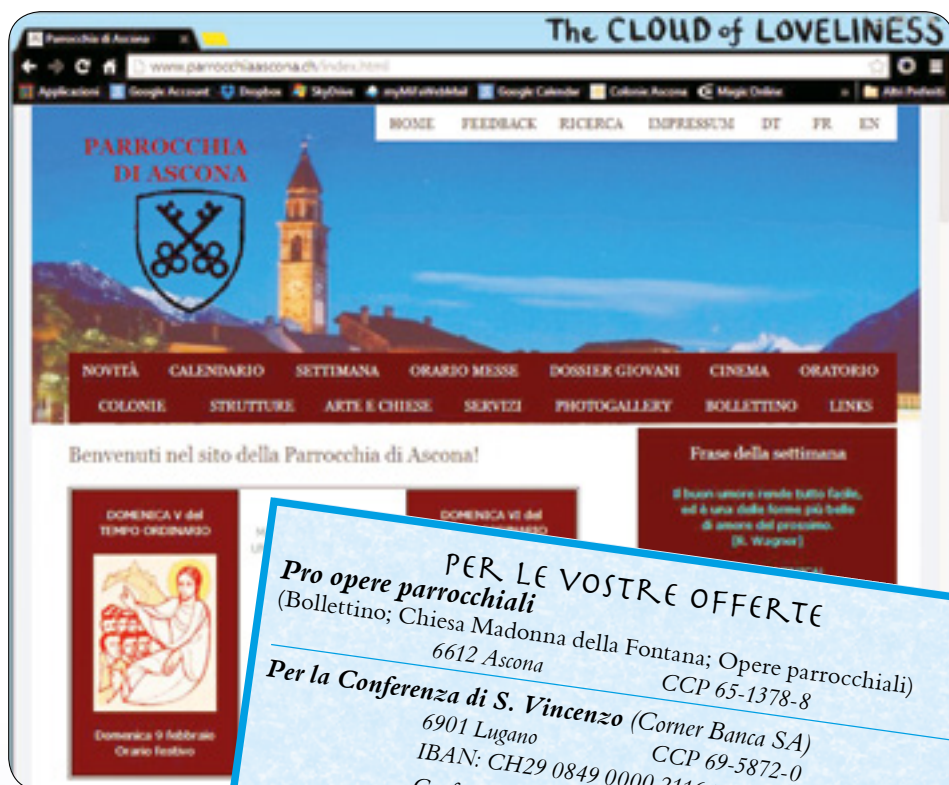 The CLOUD of LOVELINESS
Parrocchia di Ascona
www.parrocchiaascona.ch/index.html
Applicazioni Google Account Dropbox SkyDrive Google Calendar Colonie Ascona Magic Online Altri Preferiti
HOME FEEDBACK RICERCA IMPRESSUM DT FR EN
PARROCCHIA
DI ASCONA
NOVITÀ CALENDARIO SETTIMANA ORARIO MESSE DOSSIER GIOVANI CINEMA ORATORIO
COLONIE STRUTTURE ARTE E CHIESE SERVIZI PHOTOGALLERY BOLLETTINO LINKS
Benvenuti nel sito della Parrocchia di Ascona!
DOMENICA V del
TEMPO ORDINARIO
Domenica 9 febbraio
Orario festivo
DOMENICA VI del
Frase della settimana
Il buon umore rende tutto facile,
ed è una delle forme più belle
di amore del prossimo.
[R. Wagner]
PER LE VOSTRE OFFERTE
Pro opere parrocchiali
(Bollettino; Chiesa Madonna della Fontana; Opere parrocchiali)
6612 Ascona CCP 65-1378-8
Per la Conferenza di S. Vincenzo (Corner Banca SA)
6901 Lugano CCP 69-5872-0
IBAN: CH29 0849 0000